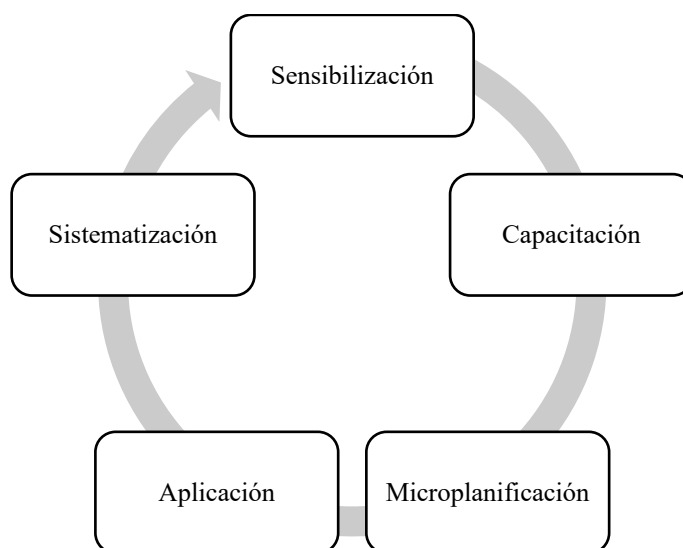 Sensibilización
Capacitación
Microplanificación
Aplicación
Sistematización